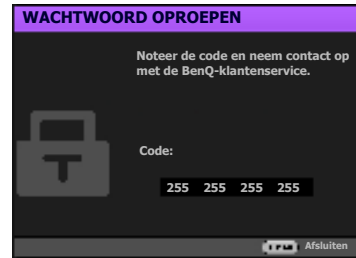 WACHTWOORD OPROEPEN
Noteer de code en neem contact op
met de BenQ-klantenservice.
Code:
255 255 255 255
Afsluiten